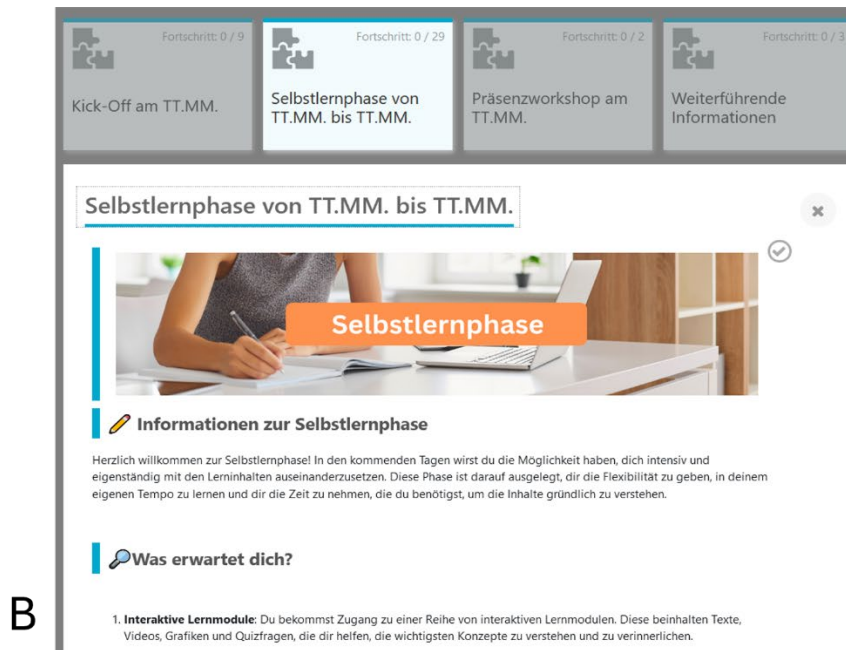 Fortschritt: 0 / 9
Kick-Off am TT.MM.
Fortschritt: 0 / 29
Selbstlernphase von
TT.MM. bis TT.MM.
Fortschritt: 0 / 2
Präsenzworkshop am
TT.MM.
Fortschritt: 0 / 3
Weiterführende
Informationen
Selbstlernphase von TT.MM. bis TT.MM.
Selbstlernphase
Informationen zur Selbstlernphase
Herzlich willkommen zur Selbstlernphase! In den kommenden Tagen wirst du die Möglichkeit haben, dich intensiv und
eigenständig mit den Lerninhalten auseinanderzusetzen. Diese Phase ist darauf ausgelegt, dir die Flexibilität zu geben, in deinem
eigenen Tempo zu lernen und dir die Zeit zu nehmen, die du benötigst, um die Inhalte gründlich zu verstehen.
Was erwartet dich?
1. Interaktive Lernmodule: Du bekommst Zugang zu einer Reihe von interaktiven Lernmodulen. Diese beinhalten Texte,
Videos, Grafiken und Quizfragen, die dir helfen, die wichtigsten Konzepte zu verstehen und zu verinnerlichen.
B